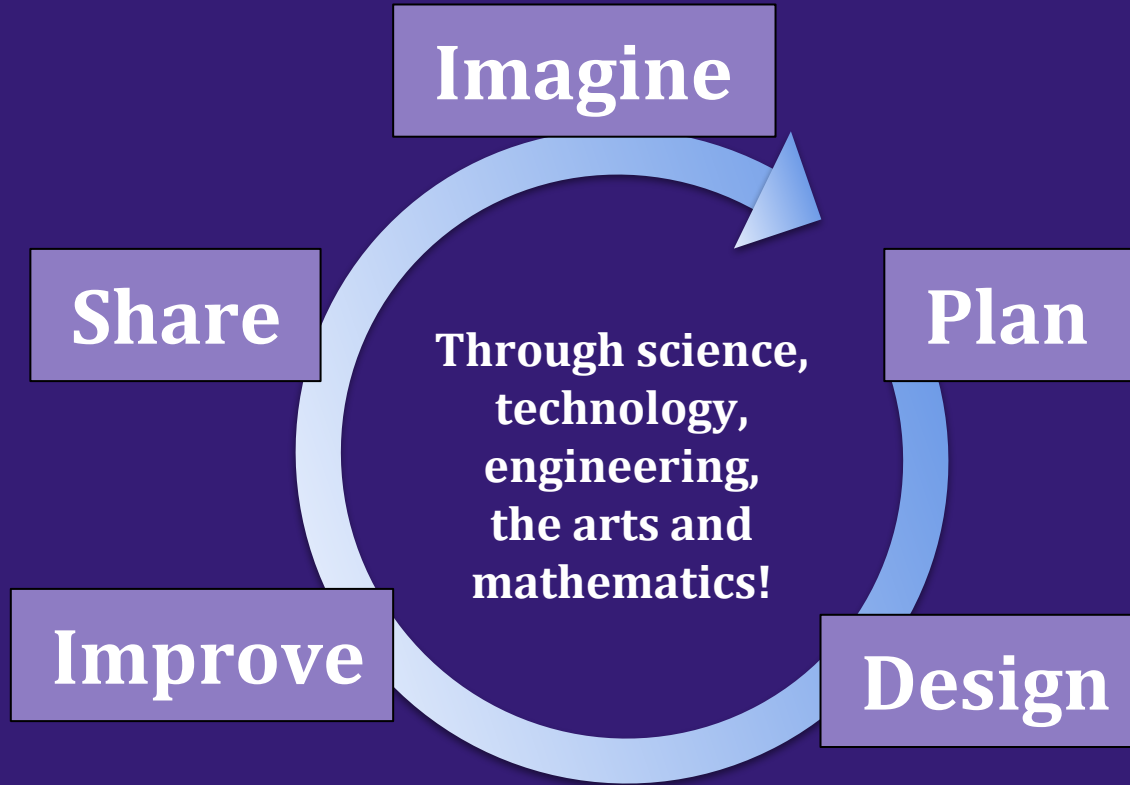 Imagine
Share
Plan
Through science,
technology,
engineering,
the arts and
mathematics!
Improve
Design